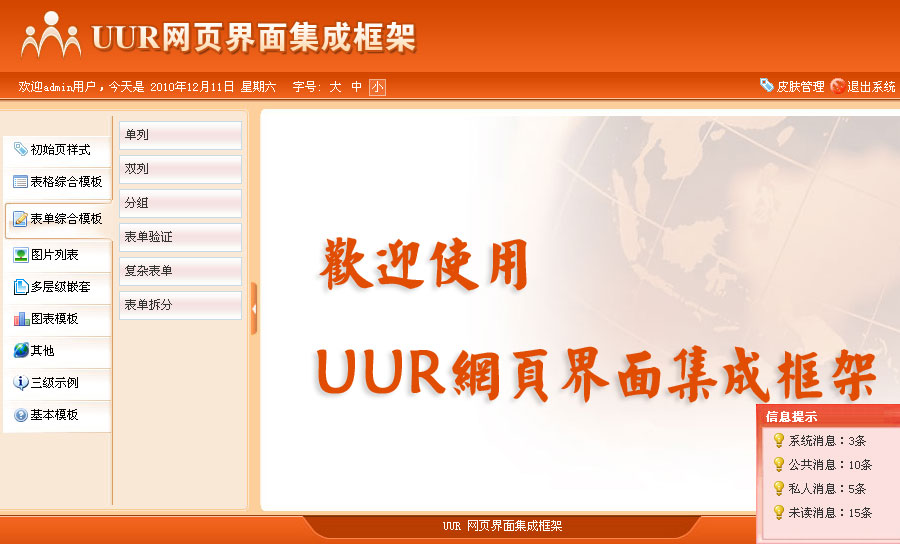 UUR网页界面集成框架
欢迎admin用户，今天是 2010年12月11日 星期六 字号: 大 中 小
皮肤管理 退出系统
初始页样式
表格综合模板
表单综合模板
图片列表
多层级嵌套
图表模板
其他
三级示例
基本模板
单列
双列
分组
表单验证
复杂表单
表单拆分
歡迎使用
UUR網頁界面集成框架
信息提示
系统消息：3条
公共消息：10条
私人消息：5条
未读消息：15条
UUR 网页界面集成框架